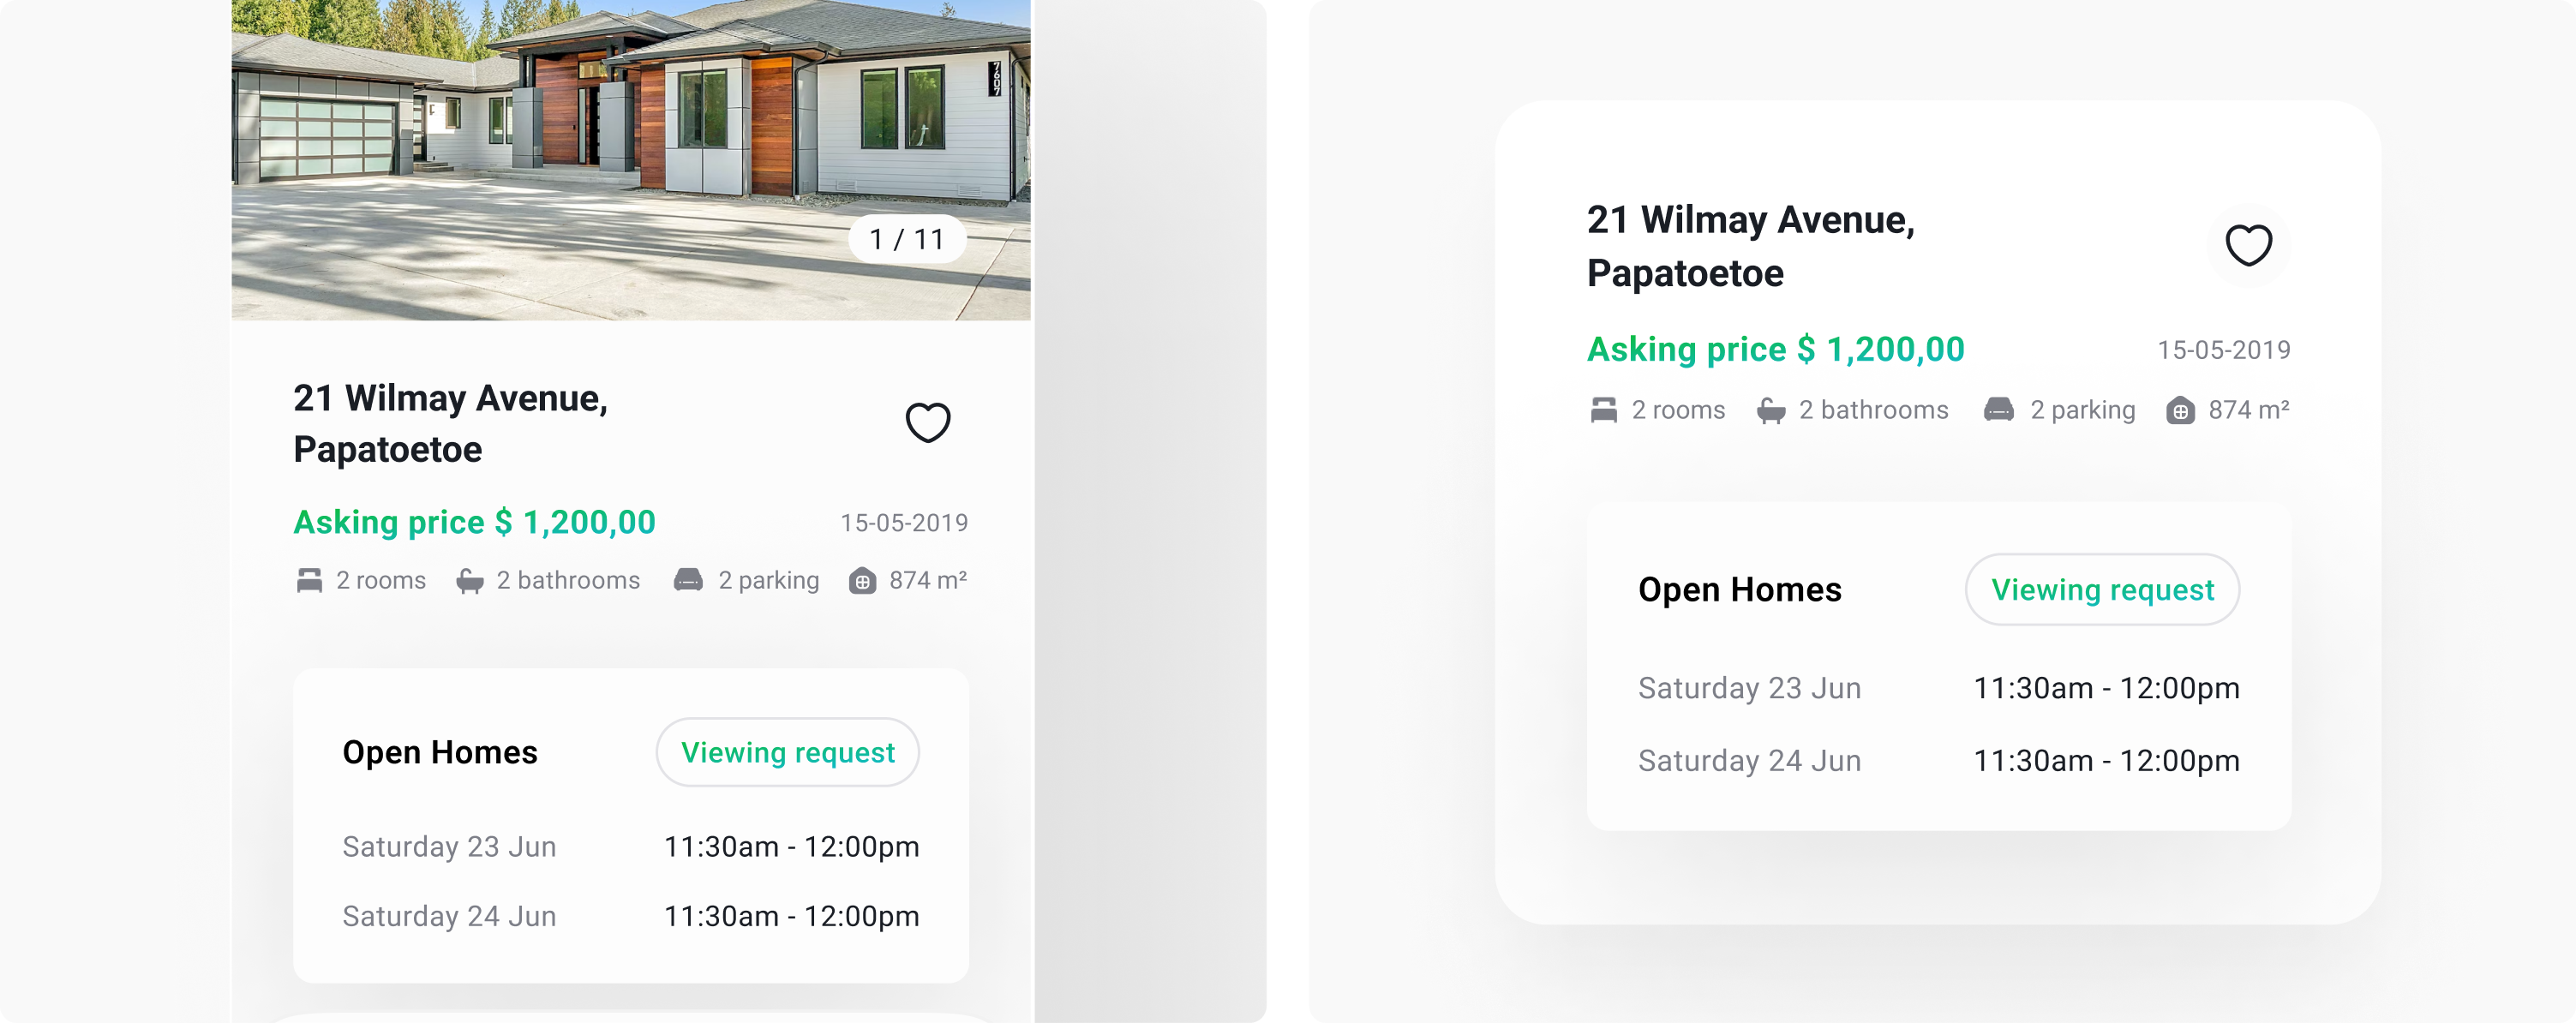 7607
1 / 11
21 Wilmay Avenue,
Papatoetoe
Asking price $ 1,200,00
15-05-2019
2 rooms
2 bathrooms
2 parking
874 m²
Open Homes
Viewing request
Saturday 23 Jun
11:30am - 12:00pm
Saturday 24 Jun
11:30am - 12:00pm
21 Wilmay Avenue,
Papatoetoe
Asking price $ 1,200,00
15-05-2019
2 rooms
2 bathrooms
2 parking
874 m²
Open Homes
Viewing request
Saturday 23 Jun
11:30am - 12:00pm
Saturday 24 Jun
11:30am - 12:00pm